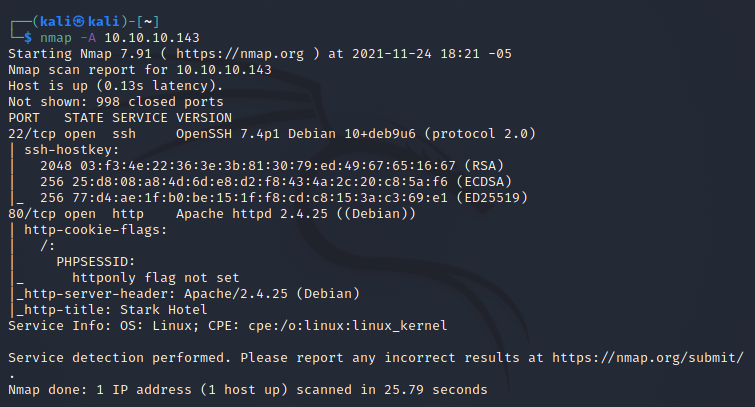 ┌──(kali㉿kali)-[~]
└─$ nmap -A 10.10.10.143
Starting Nmap 7.91 ( https://nmap.org ) at 2021-11-24 18:21 -05
Nmap scan report for 10.10.10.143
Host is up (0.13s latency).
Not shown: 998 closed ports
PORT   STATE SERVICE VERSION
22/tcp open  ssh     OpenSSH 7.4p1 Debian 10+deb9u6 (protocol 2.0)
| ssh-hostkey:
|   2048 03:f3:4e:22:36:3e:3b:81:30:79:ed:49:67:65:16:67 (RSA)
|   256 25:d8:08:a8:4d:6d:e8:d2:f8:43:4a:2c:20:c8:5a:f6 (ECDSA)
|_  256 77:d4:ae:1f:b0:be:15:1f:f8:cd:c8:15:3a:c3:69:e1 (ED25519)
80/tcp open  http    Apache httpd 2.4.25 ((Debian))
| http-cookie-flags:
|   /:
|     PHPSESSID:
|_      httponly flag not set
|_http-server-header: Apache/2.4.25 (Debian)
|_http-title: Stark Hotel
Service Info: OS: Linux; CPE: cpe:/o:linux:linux_kernel

Service detection performed. Please report any incorrect results at https://nmap.org/submit/
.
Nmap done: 1 IP address (1 host up) scanned in 25.79 seconds